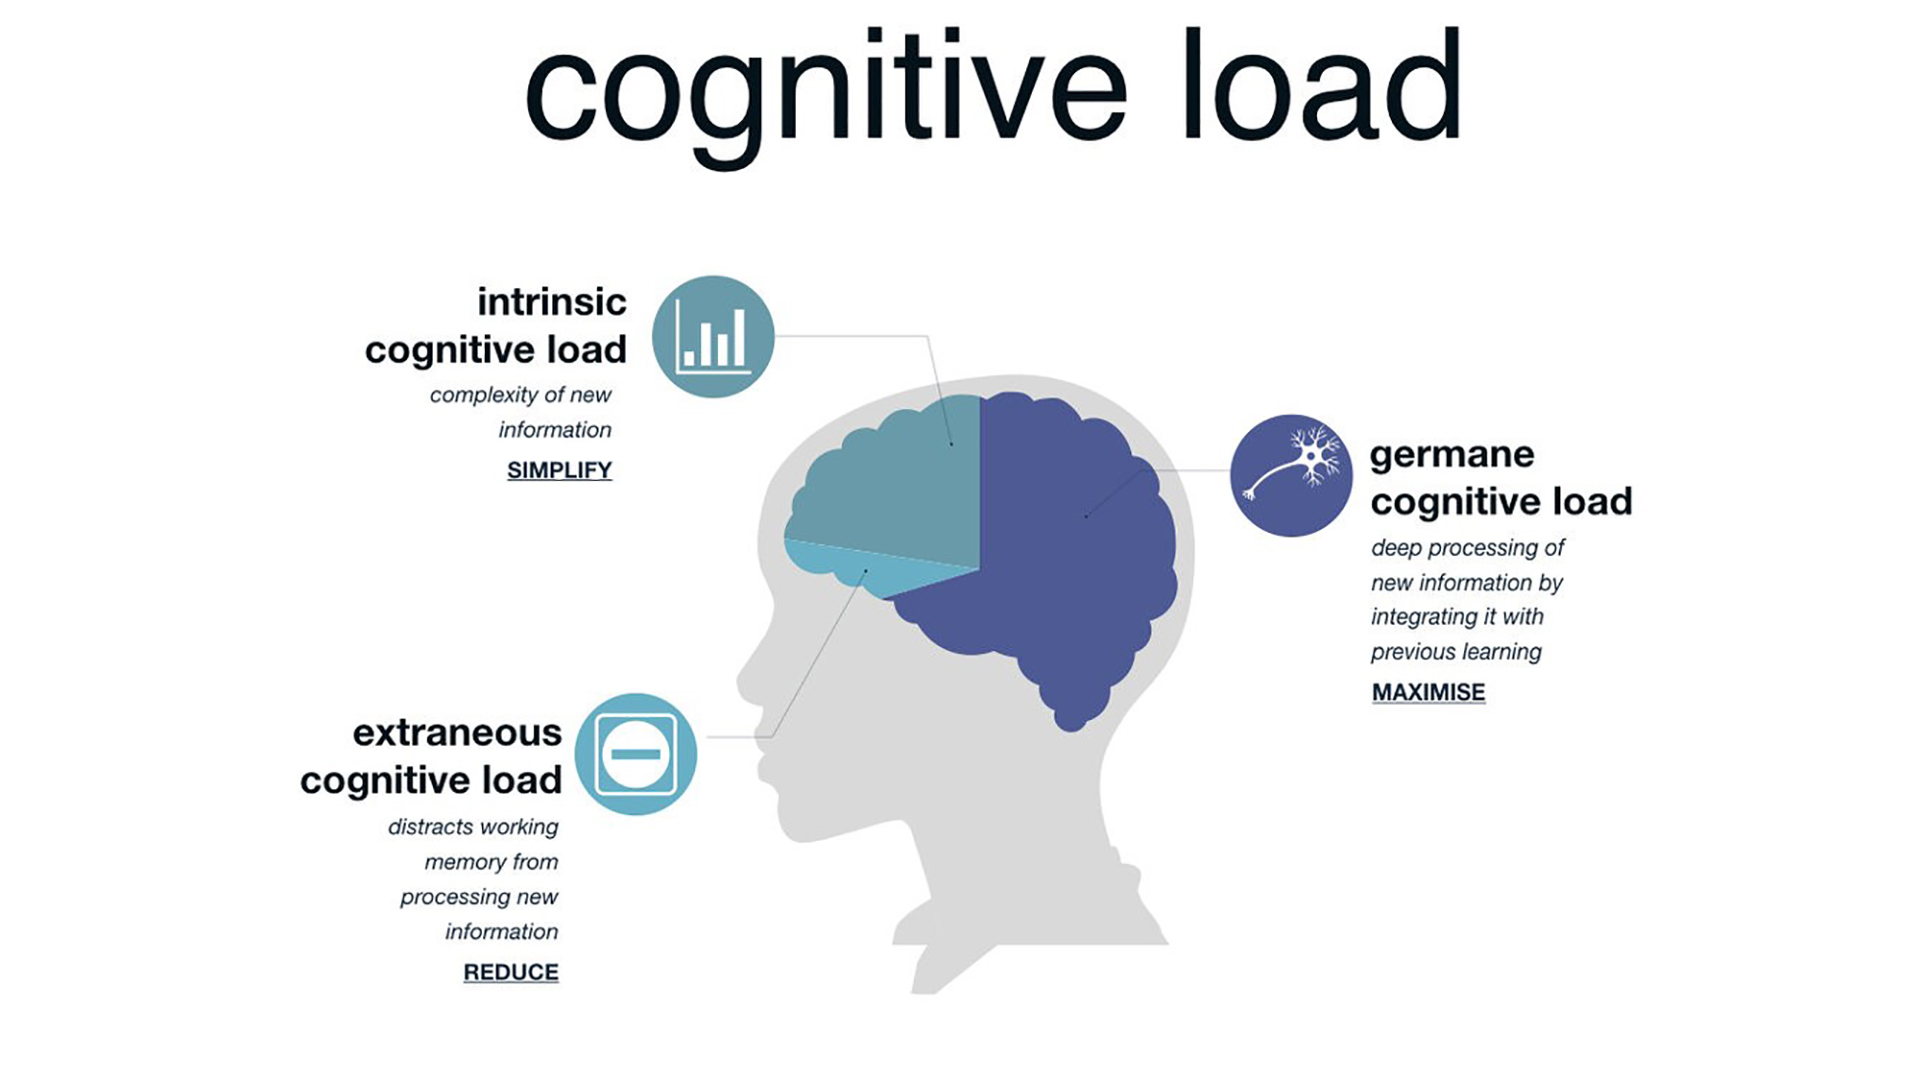 cognitive load
intrinsic
cognitive load
complexity of new
information
SIMPLIFY
germane
cognitive load
deep processing of
new information by
integrating it with
previous learning
MAXIMISE
extraneous
cognitive load
distracts working
memory from
processing new
information
REDUCE